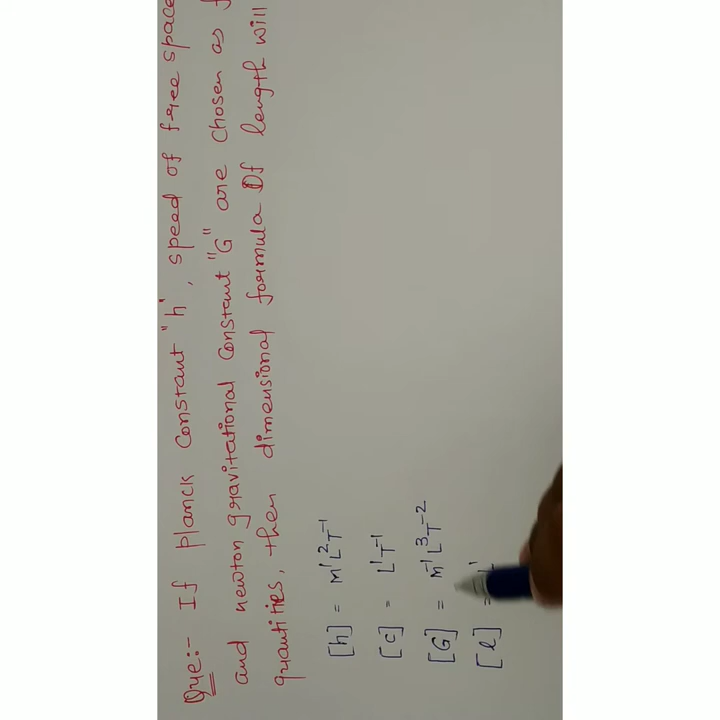 Que:- If planck constant "h", speed of free space
and newton gravitational constant "G" are chosen as
quantities, then dimensional formula of length will
[h] = M¹L²T⁻¹
[c] = L¹T⁻¹
[G] = M⁻¹L³T⁻²
[l] =